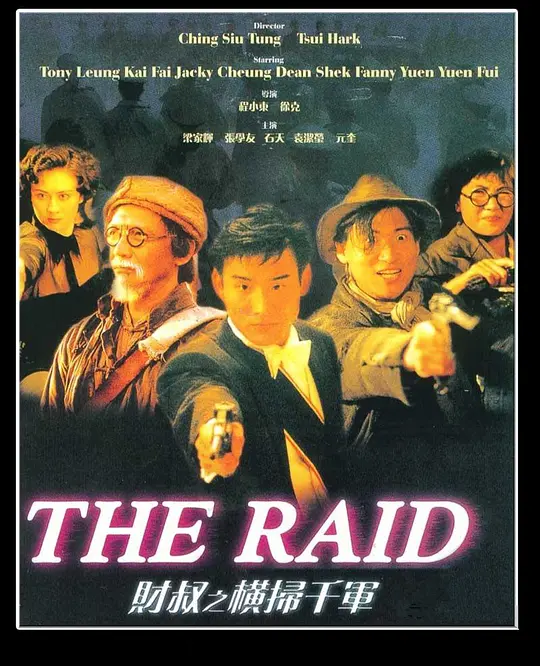 Director
Ching Siu Tung Tsui Hark
Starring
Tony Leung Kai Fai Jacky Cheung Dean Shek Fanny Yuen Yuen Fui
導演
程小東 徐克
主演
梁家輝 張學友 石天 袁潔瑩 元奎
THE RAID
財叔之橫掃千軍